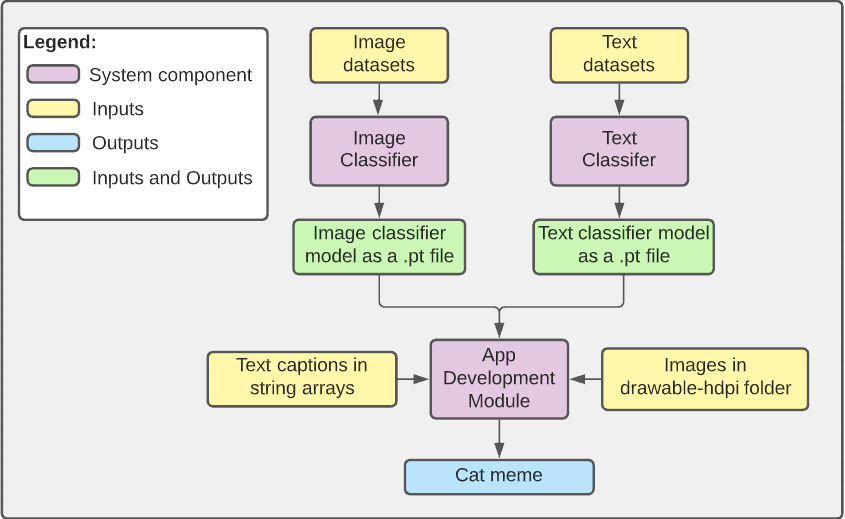 Legend:
System component
Inputs
Outputs
Inputs and Outputs
Image
datasets
Text
datasets
Image
Classifier
Text
Classifer
Image classifier
model as a .pt file
Text classifier model
as a .pt file
Text captions in
string arrays
App
Development
Module
Images in
drawable-hdpi folder
Cat meme